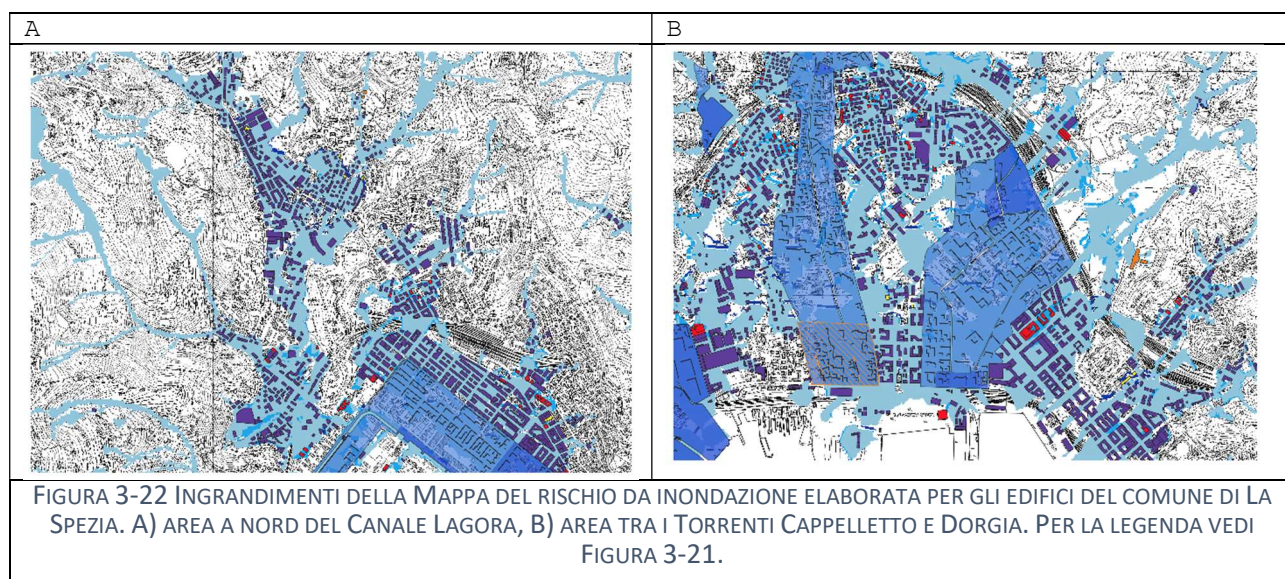 A
B
FIGURA 3-22 INGRANDIMENTI DELLA MAPPA DEL RISCHIO DA INONDAZIONE ELABORATA PER GLI EDIFICI DEL COMUNE DI LA
SPEZIA. A) AREA A NORD DEL CANALE LAGORA, B) AREA TRA I TORRENTI CAPPELLETTO E DORGIA. PER LA LEGENDA VEDI
FIGURA 3-21.